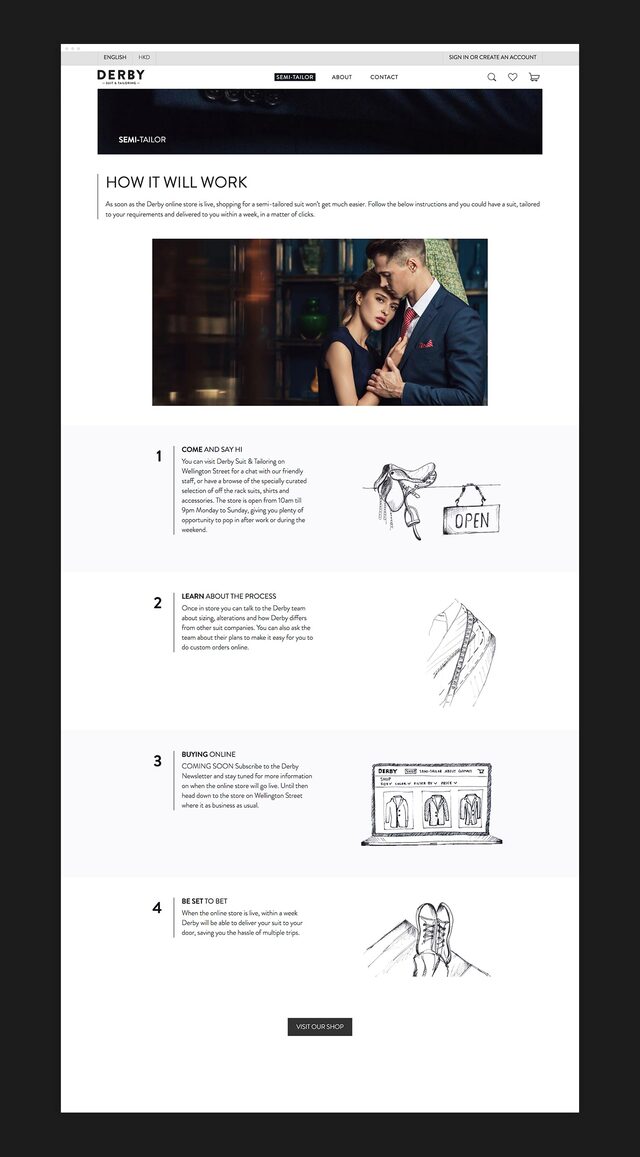 ENGLISH HKD SIGN IN OR CREATE AN ACCOUNT
DERBY
SUIT & TAILORING
SEMI-TAILOR ABOUT CONTACT
SEMI-TAILOR
HOW IT WILL WORK
As soon as the Derby online store is live, shopping for a semi-tailored suit won't get much easier. Follow the below instructions and you could have a suit, tailored
to your requirements and delivered to you within a week, in a matter of clicks.
1
COME AND SAY HI
You can visit Derby Suit & Tailoring on
Wellington Street for a chat with our friendly
staff, or have a browse of the specially curated
selection of off the rack suits, shirts and
accessories. The store is open from 10am till
9pm Monday to Sunday, giving you plenty of
opportunity to pop in after work or during the
weekend.
OPEN
2
LEARN ABOUT THE PROCESS
Once in store you can talk to the Derby team
about sizing, alterations and how Derby differs
from other suit companies. You can also ask the
team about their plans to make it easy for you to
do custom orders online.
3
BUYING ONLINE
COMING SOON Subscribe to the Derby
Newsletter and stay tuned for more information
on when the online store will go live. Until then
head down to the store on Wellington Street
where it as business as usual.
DERBY SHOP SEMI-TAILOR ABOUT
SHOP
COLOR FILTER BY PRICE
4
BE SET TO BET
When the online store is live, within a week
Derby will be able to deliver your suit to your
door, saving you the hassle of multiple trips.
VISIT OUR SHOP